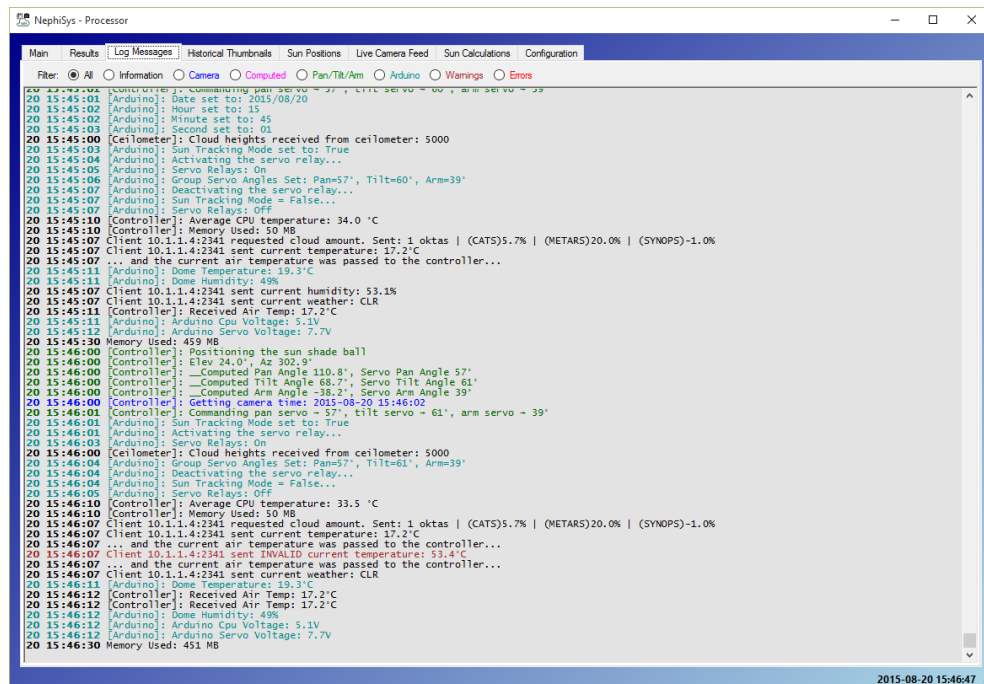 NephiSys - Processor
Main Results Log Messages Historical Thumbnails Sun Positions Live Camera Feed Sun Calculations Configuration
Filter: All Information Camera Computed Pan/Tilt/Arm Arduino Warnings Errors
20 15:45:01 [Controller]: Commanding pan servo → 57°, tilt servo → 60°, arm servo → 39°
20 15:45:01 [Arduino]: Date set to: 2015/08/20
20 15:45:02 [Arduino]: Hour set to: 15
20 15:45:02 [Arduino]: Minute set to: 45
20 15:45:03 [Arduino]: Second set to: 01
20 15:45:00 [Ceilometer]: Cloud heights received from ceilometer: 5000
20 15:45:03 [Arduino]: Sun Tracking Mode set to: True
20 15:45:04 [Arduino]: Activating the servo relay...
20 15:45:05 [Arduino]: Servo Relays: On
20 15:45:06 [Arduino]: Group Servo Angles Set: Pan=57°, Tilt=60°, Arm=39°
20 15:45:07 [Arduino]: Deactivating the servo relay...
20 15:45:07 [Arduino]: Sun Tracking Mode = False...
20 15:45:07 [Arduino]: Servo Relays: Off
20 15:45:10 [Controller]: Average CPU temperature: 34.0 °C
20 15:45:10 [Controller]: Memory Used: 50 MB
20 15:45:07 Client 10.1.1.4:2341 requested cloud amount. Sent: 1 oktas | (CATS)5.7% | (METARS)20.0% | (SYNOPS)-1.0%
20 15:45:07 Client 10.1.1.4:2341 sent current temperature: 17.2°C
20 15:45:07 ... and the current air temperature was passed to the controller...
20 15:45:11 [Arduino]: Dome Temperature: 19.3°C
20 15:45:11 [Arduino]: Dome Humidity: 49%
20 15:45:07 Client 10.1.1.4:2341 sent current humidity: 53.1%
20 15:45:07 Client 10.1.1.4:2341 sent current weather: CLR
20 15:45:11 [Controller]: Received Air Temp: 17.2°C
20 15:45:11 [Arduino]: Arduino Cpu Voltage: 5.1V
20 15:45:12 [Arduino]: Arduino Servo Voltage: 7.7V
20 15:45:30 Memory Used: 459 MB
20 15:46:00 [Controller]: Positioning the sun shade ball
20 15:46:00 [Controller]: Elev 24.0°, Az 302.9°
20 15:46:00 [Controller]: __Computed Pan Angle 110.8°, Servo Pan Angle 57°
20 15:46:00 [Controller]: __Computed Tilt Angle 68.7°, Servo Tilt Angle 61°
20 15:46:00 [Controller]: __Computed Arm Angle -38.2°, Servo Arm Angle 39°
20 15:46:00 [Controller]: Getting camera time: 2015-08-20 15:46:02
20 15:46:01 [Controller]: Commanding pan servo → 57°, tilt servo → 61°, arm servo → 39°
20 15:46:01 [Arduino]: Sun Tracking Mode set to: True
20 15:46:01 [Arduino]: Activating the servo relay...
20 15:46:03 [Arduino]: Servo Relays: On
20 15:46:00 [Ceilometer]: Cloud heights received from ceilometer: 5000
20 15:46:04 [Arduino]: Group Servo Angles Set: Pan=57°, Tilt=61°, Arm=39°
20 15:46:04 [Arduino]: Deactivating the servo relay...
20 15:46:04 [Arduino]: Sun Tracking Mode = False...
20 15:46:05 [Arduino]: Servo Relays: Off
20 15:46:10 [Controller]: Average CPU temperature: 33.5 °C
20 15:46:10 [Controller]: Memory Used: 50 MB
20 15:46:07 Client 10.1.1.4:2341 requested cloud amount. Sent: 1 oktas | (CATS)5.7% | (METARS)20.0% | (SYNOPS)-1.0%
20 15:46:07 Client 10.1.1.4:2341 sent current temperature: 17.2°C
20 15:46:07 ... and the current air temperature was passed to the controller...
20 15:46:07 Client 10.1.1.4:2341 sent INVALID current temperature: 53.4°C
20 15:46:07 ... and the current air temperature was passed to the controller...
20 15:46:07 Client 10.1.1.4:2341 sent current weather: CLR
20 15:46:11 [Arduino]: Dome Temperature: 19.3°C
20 15:46:12 [Controller]: Received Air Temp: 17.2°C
20 15:46:12 [Controller]: Received Air Temp: 17.2°C
20 15:46:12 [Arduino]: Dome Humidity: 49%
20 15:46:12 [Arduino]: Arduino Cpu Voltage: 5.1V
20 15:46:12 [Arduino]: Arduino Servo Voltage: 7.7V
20 15:46:30 Memory Used: 451 MB
2015-08-20 15:46:47